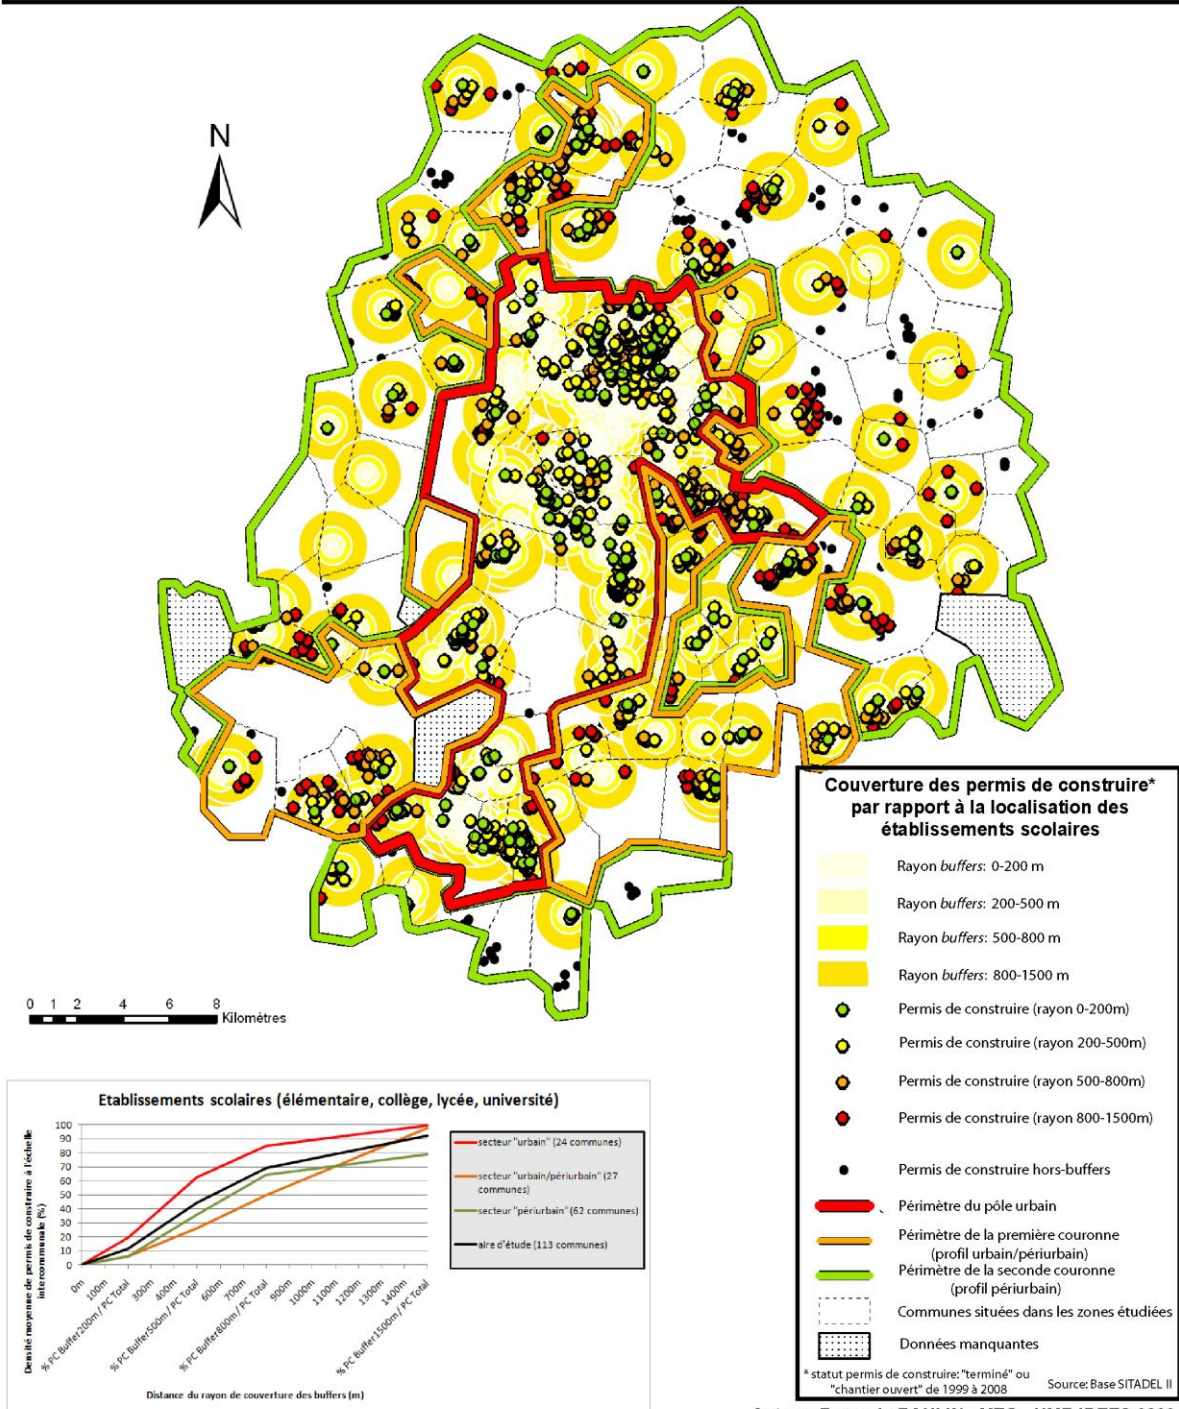 N
0 1 2 4 6 8
Kilomètres
Couverture des permis de construire*
par rapport à la localisation des
établissements scolaires
Rayon buffers: 0-200 m
Rayon buffers: 200-500 m
Rayon buffers: 500-800 m
Rayon buffers: 800-1500 m
Permis de construire (rayon 0-200m)
Permis de construire (rayon 200-500m)
Permis de construire (rayon 500-800m)
Permis de construire (rayon 800-1500m)
Permis de construire hors-buffers
Périmètre du pôle urbain
Périmètre de la première couronne
(profil urbain/périurbain)
Périmètre de la seconde couronne
(profil périurbain)
Communes situées dans les zones étudiées
Données manquantes
* statut permis de construire: "terminé" ou
"chantier ouvert" de 1999 à 2008
Source: Base SITADEL II
Etablissements scolaires (élémentaire, collège, lycée, université)
Densité moyenne de permis de construire à l'échelle
intercommunale (%)
100
90
80
70
60
50
40
30
20
10
0
0m
100m
% PC Buffer200m / PC Total
300m
400m
% PC Buffer500m / PC Total
600m
700m
% PC Buffer800m / PC Total
900m
1000m
1100m
1200m
1300m
1400m
% PC Buffer1500m / PC Total
Distance du rayon de couverture des buffers (m)
secteur "urbain" (24 communes)
secteur "urbain/périurbain" (27
communes)
secteur "périurbain" (62 communes)
aire d'étude (113 communes)